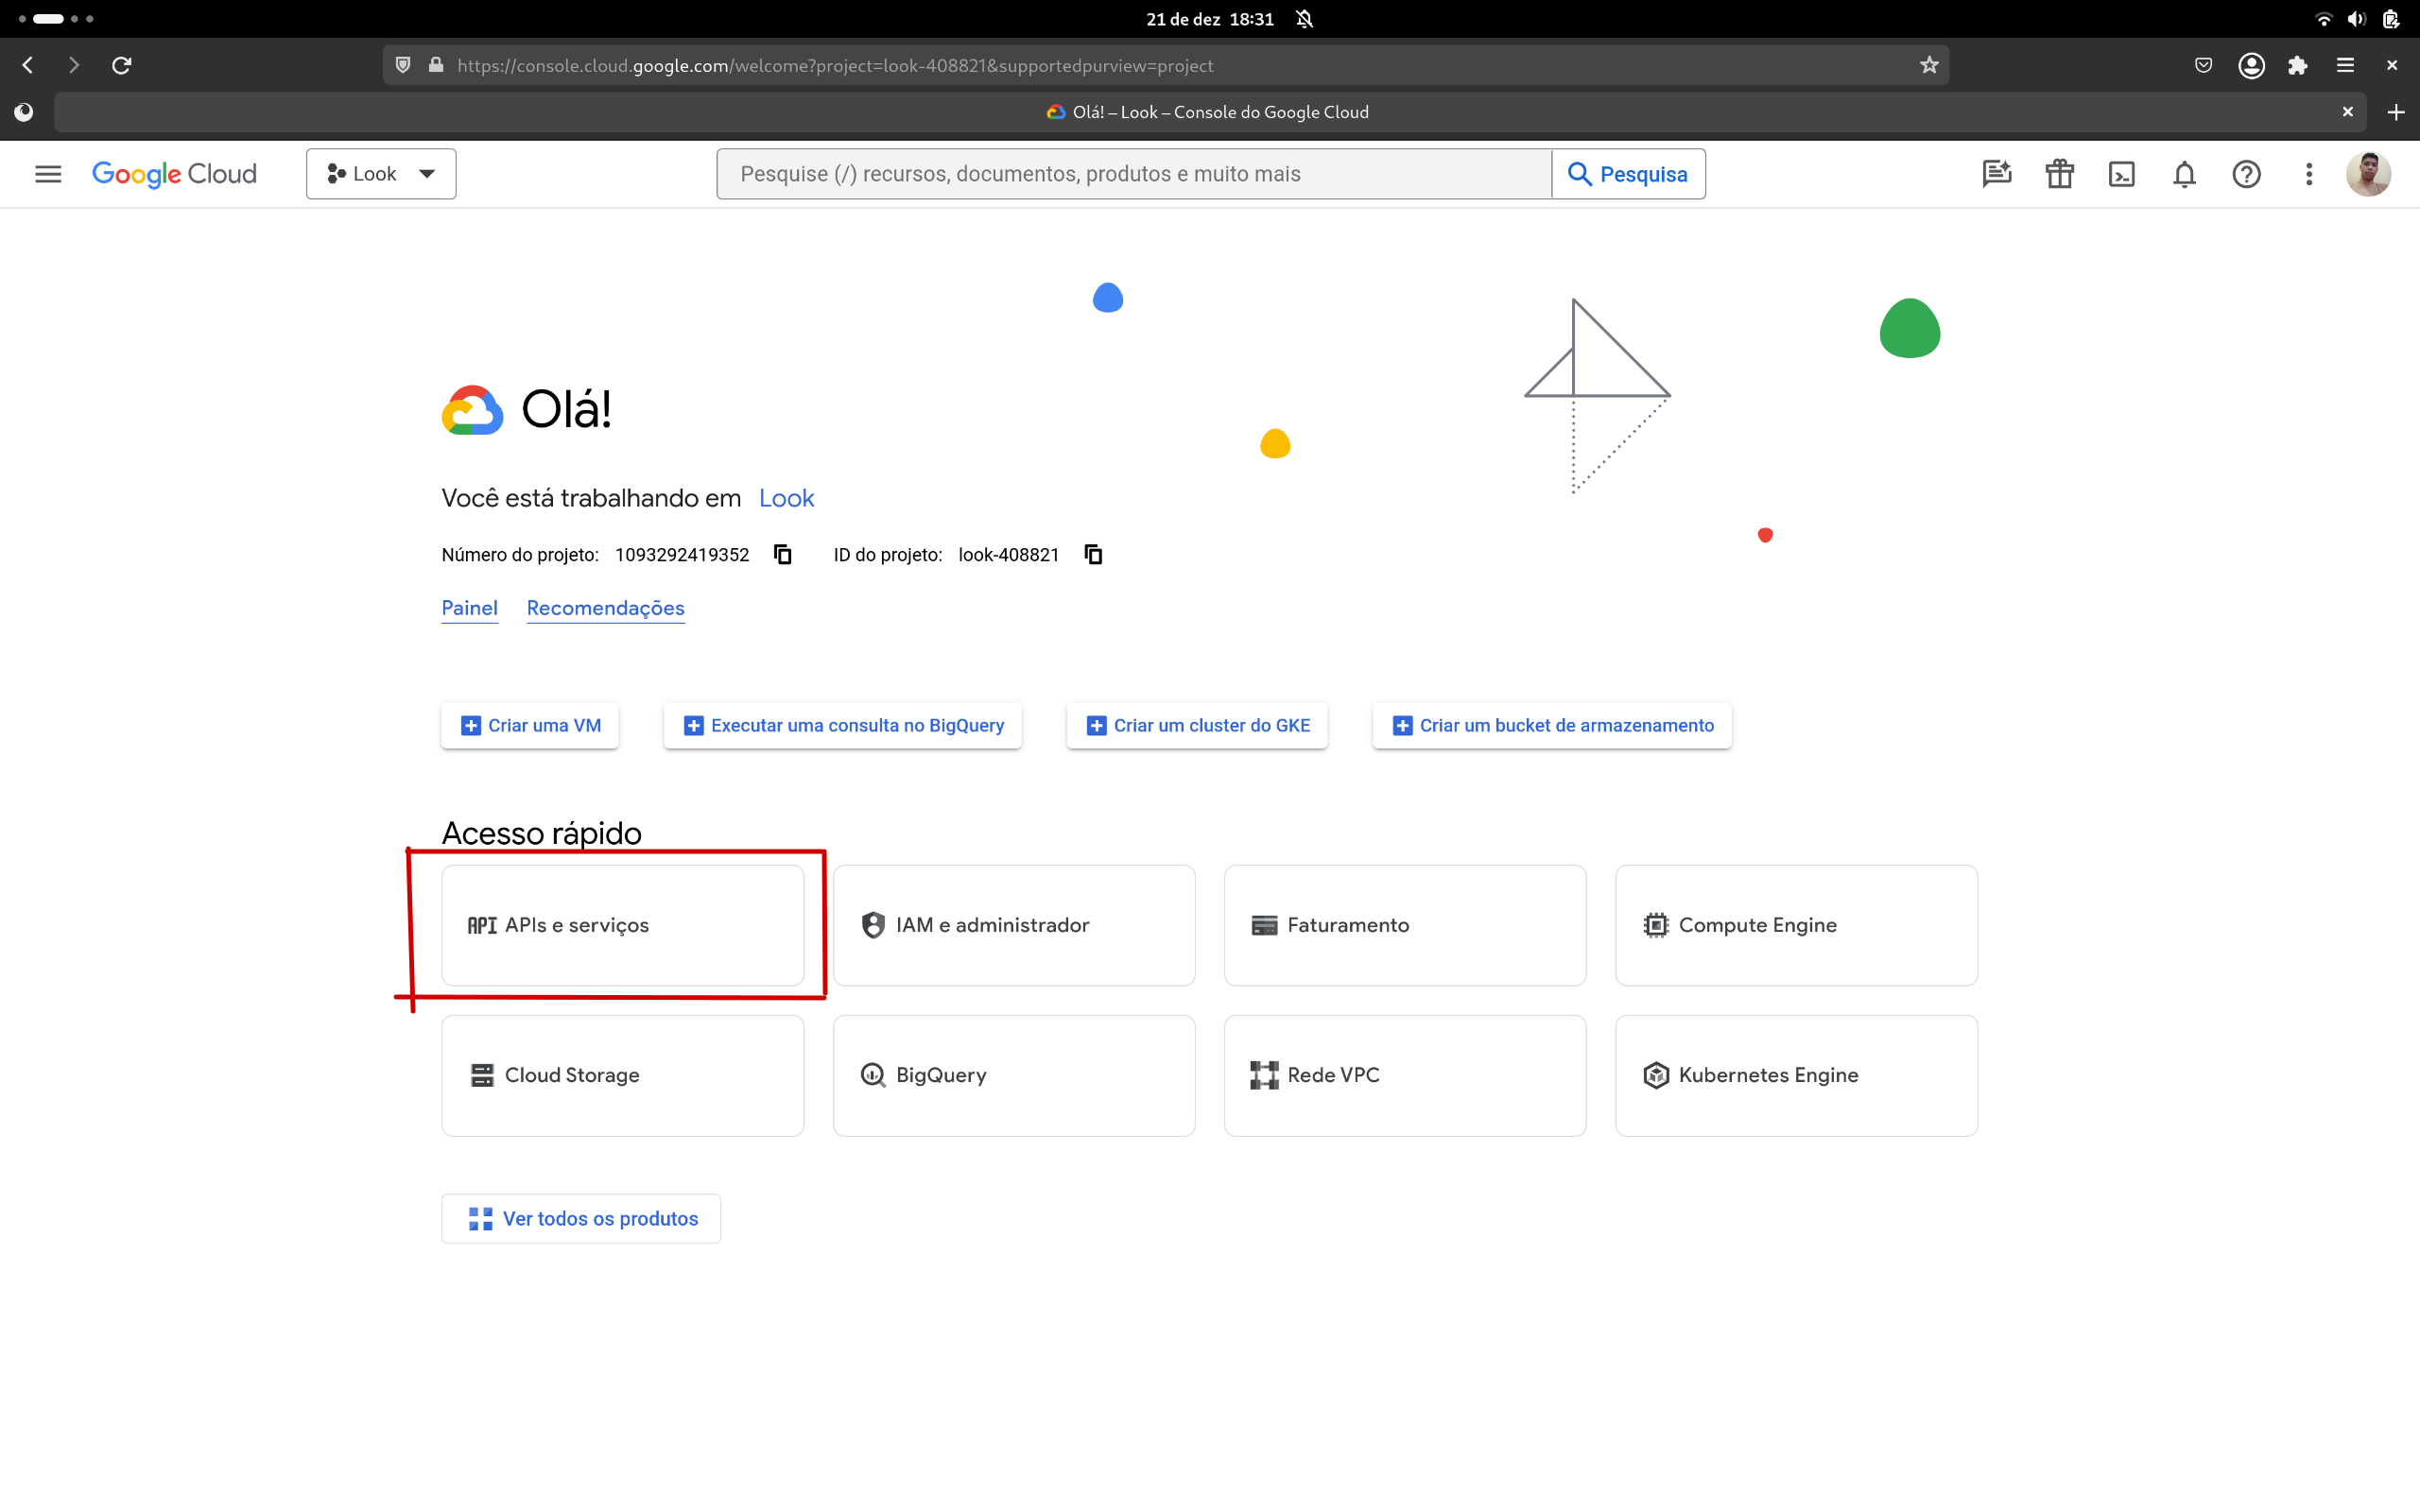 21 de dez 18:31
https://console.cloud.google.com/welcome?project=look-408821&supportedpurview=project
Olá! – Look – Console do Google Cloud
Google Cloud
Look
Pesquise (/) recursos, documentos, produtos e muito mais
Pesquisa
Olá!
Você está trabalhando em Look
Número do projeto: 1093292419352 ID do projeto: look-408821
Painel Recomendações
Criar uma VM
Executar uma consulta no BigQuery
Criar um cluster do GKE
Criar um bucket de armazenamento
Acesso rápido
API APIs e serviços
IAM e administrador
Faturamento
Compute Engine
Cloud Storage
BigQuery
Rede VPC
Kubernetes Engine
Ver todos os produtos